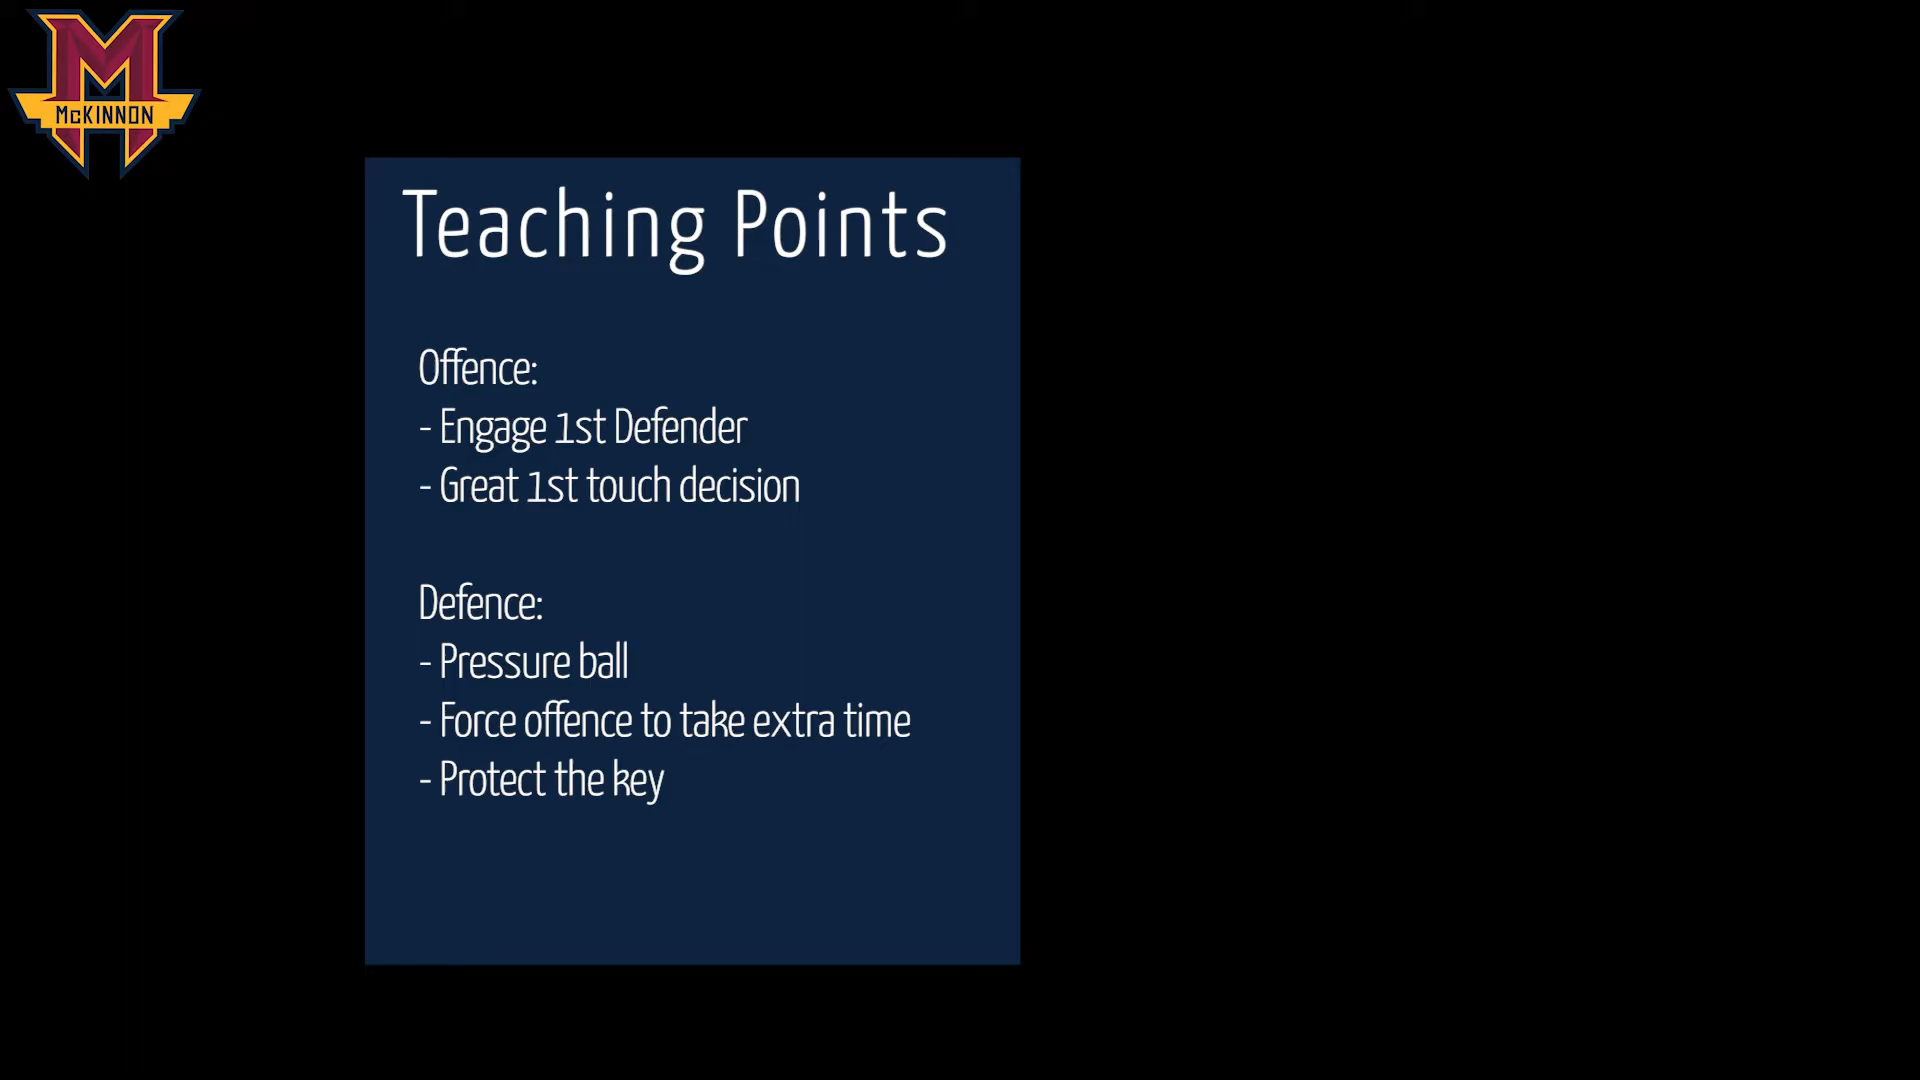 McKINNON
Teaching Points
Offence:
- Engage 1st Defender
- Great 1st touch decision
Defence:
- Pressure ball
- Force offence to take extra time
- Protect the key